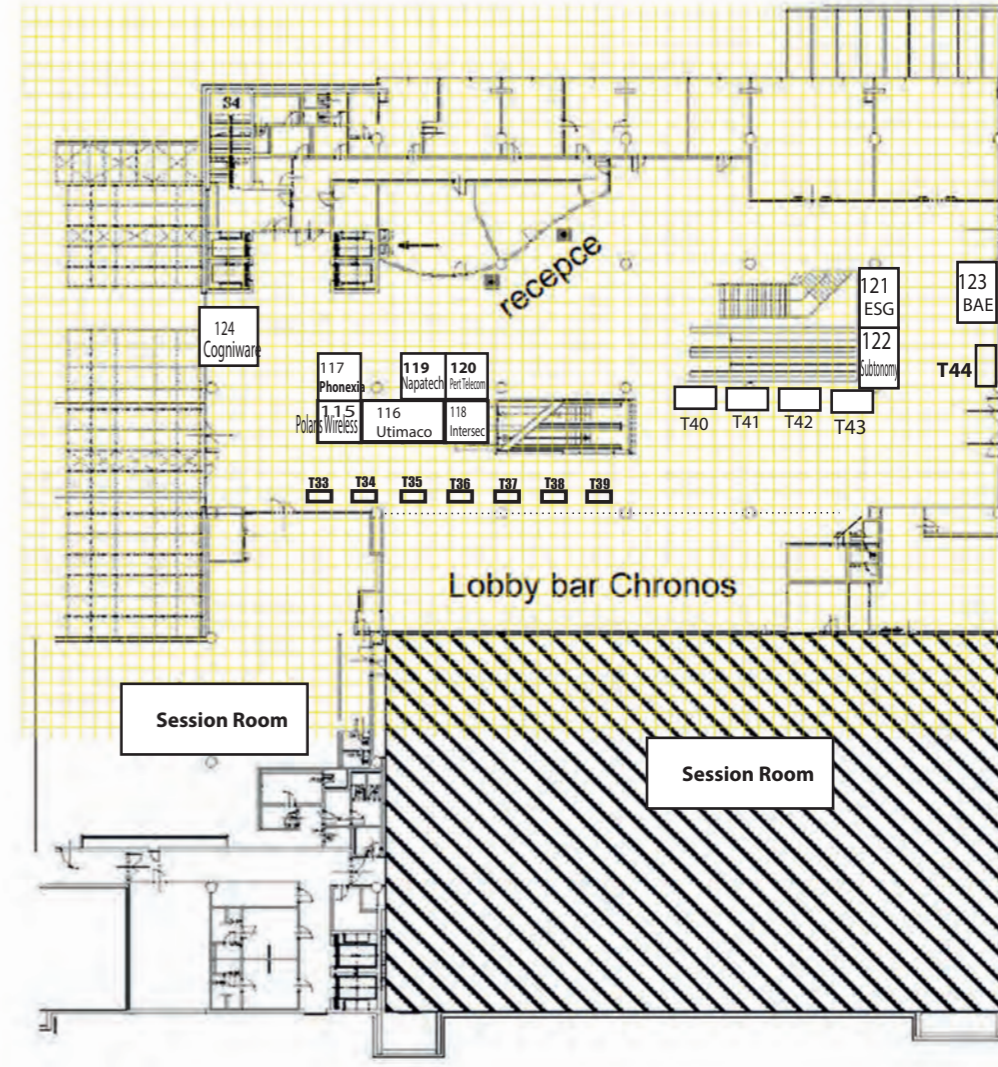 S4
recepce
121
ESG
123
BAE
124
Cogniware
122
Subtonomy
117
Phonexia
119
Napatech
120
Pert Telecom
T44
115
Polaris Wireless
116
Utimaco
118
Intersec
T40
T41
T42
T43
T33
T34
T35
T36
T37
T38
T39
Lobby bar Chronos
Session Room
Session Room